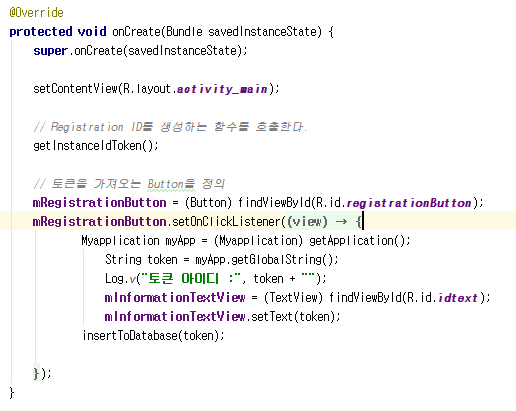 @Override
protected void onCreate(Bundle savedInstanceState) {
super.onCreate(savedInstanceState);
setContentView(R.layout.activity_main);
// Registration ID를 생성하는 함수를 호출한다.
getInstanceIdToken();
// 토큰을 가져오는 Button을 정의
mRegistrationButton = (Button) findViewById(R.id.registrationButton);
mRegistrationButton.setOnClickListener((view) → {
Myapplication myApp = (Myapplication) getApplication();
String token = myApp.getGlobalString();
Log.v("토큰 아이디 :", token + "");
mInformationTextView = (TextView) findViewById(R.id.idtext);
mInformationTextView.setText(token);
insertToDatabase(token);
});
}